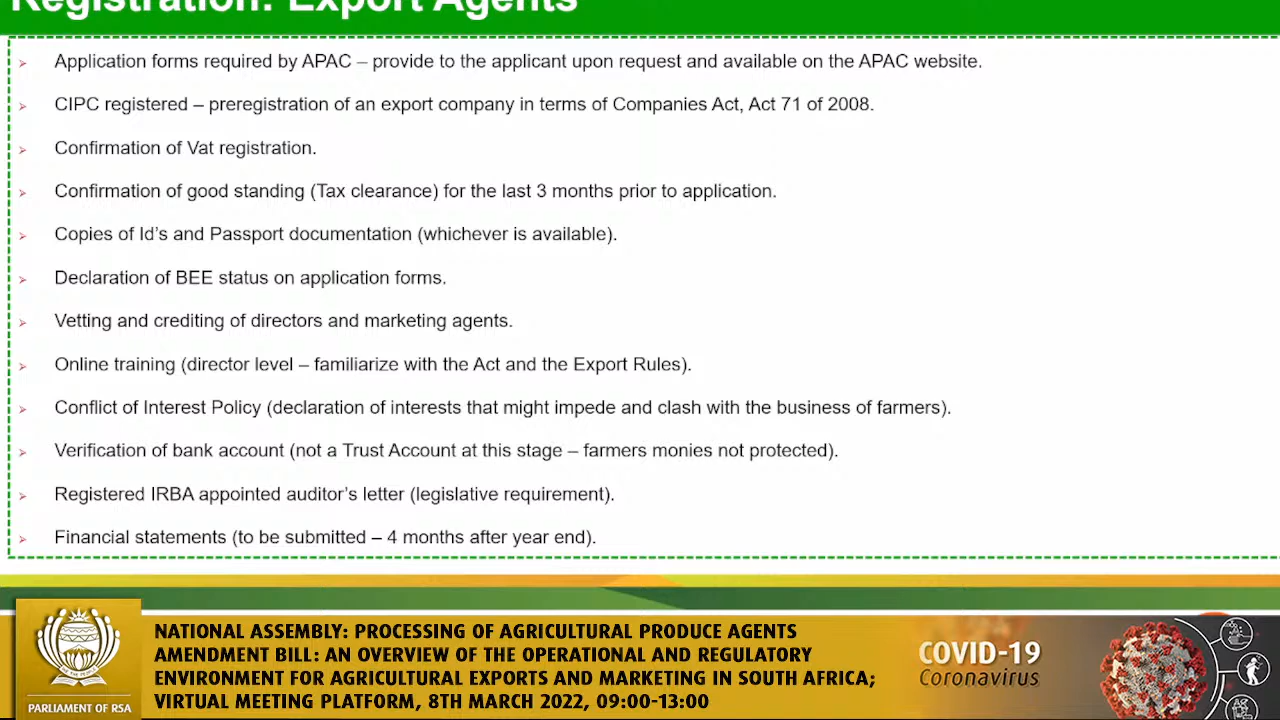 Registration: Export Agents
Application forms required by APAC – provide to the applicant upon request and available on the APAC website.
CIPC registered – preregistration of an export company in terms of Companies Act, Act 71 of 2008.
Confirmation of Vat registration.
Confirmation of good standing (Tax clearance) for the last 3 months prior to application.
Copies of Id's and Passport documentation (whichever is available).
Declaration of BEE status on application forms.
Vetting and crediting of directors and marketing agents.
Online training (director level – familiarize with the Act and the Export Rules).
Conflict of Interest Policy (declaration of interests that might impede and clash with the business of farmers).
Verification of bank account (not a Trust Account at this stage – farmers monies not protected).
Registered IRBA appointed auditor's letter (legislative requirement).
Financial statements (to be submitted – 4 months after year end).
NATIONAL ASSEMBLY: PROCESSING OF AGRICULTURAL PRODUCE AGENTS
AMENDMENT BILL: AN OVERVIEW OF THE OPERATIONAL AND REGULATORY
ENVIRONMENT FOR AGRICULTURAL EXPORTS AND MARKETING IN SOUTH AFRICA;
VIRTUAL MEETING PLATFORM, 8TH MARCH 2022, 09:00-13:00
PARLIAMENT OF RSA
COVID-19
Coronavirus